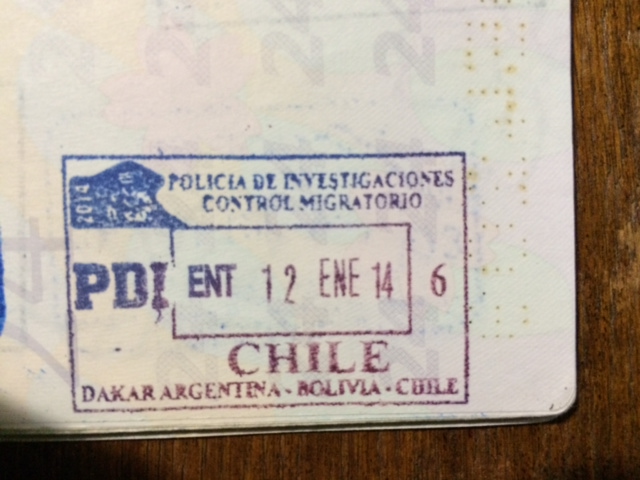 POLICIA DE INVESTIGACIONES
CONTROL MIGRATORIO
2014
PDI ENT 12 ENE 14 6
CHILE
DAKAR ARGENTINA - BOLIVIA - CHILE